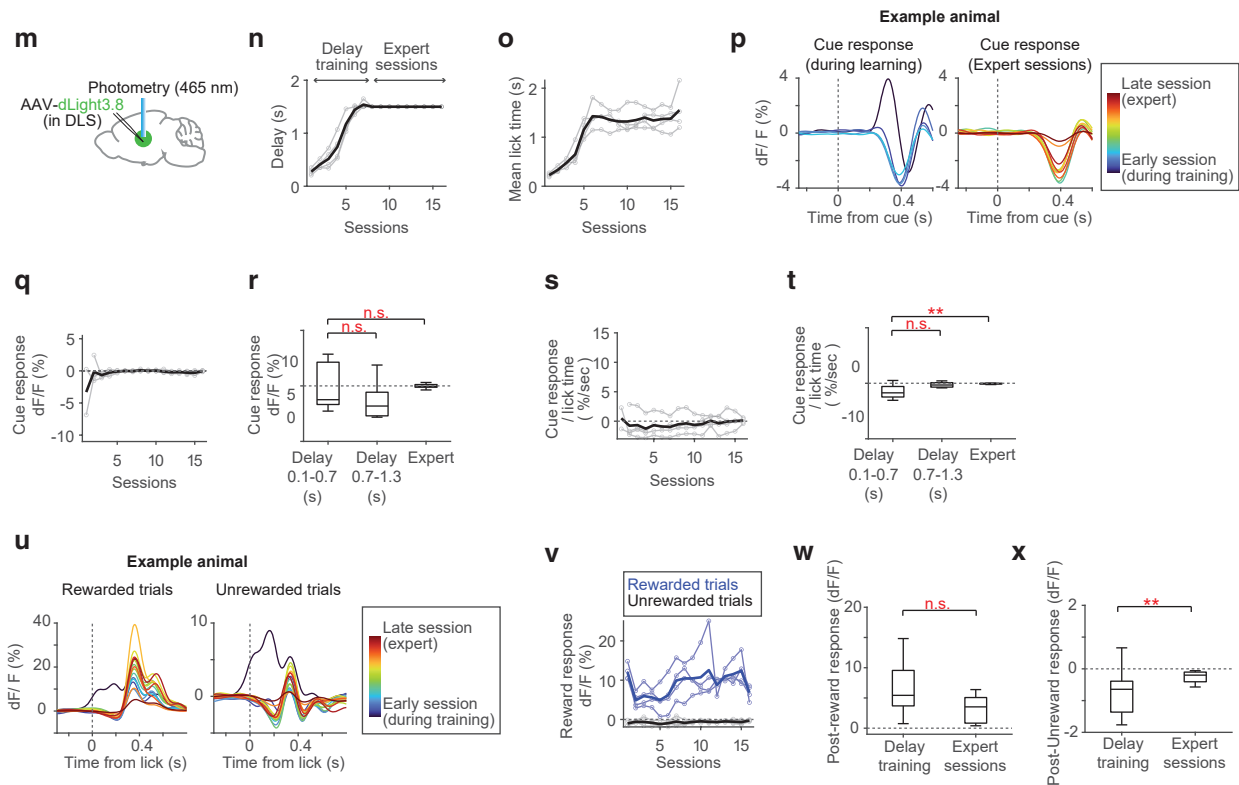 Example animal
m
n
o
p
Photometry (465 nm)
AAV-dLight3.8
(in DLS)
Delay
training
Expert
sessions
Delay (s)
2
1
0
5
10
15
Sessions
Mean lick time (s)
2
1
0
5
10
15
Sessions
Cue response
(during learning)
Cue response
(Expert sessions)
dF/ F (%)
4
0
-4
0
0.4
Time from cue (s)
4
0
-4
0
0.4
Time from cue (s)
Late session
(expert)
Early session
(during training)
q
r
s
t
Cue response
dF/F (%)
5
0
-5
-10
5
10
15
Sessions
n.s.
n.s.
Cue response
dF/F (%)
10
5
0
Delay
0.1-0.7
(s)
Delay
0.7-1.3
(s)
Expert
Cue response
/ lick time
( %/sec)
15
10
5
0
-5
5
10
15
Sessions
**
n.s.
Cue response
/ lick time
( %/sec)
0
-10
Delay
0.1-0.7
(s)
Delay
0.7-1.3
(s)
Expert
u
v
w
x
Example animal
Rewarded trials
Unrewarded trials
dF/ F (%)
40
20
0
0
0.4
Time from lick (s)
10
0
0
0.4
Time from lick (s)
Late session
(expert)
Early session
(during training)
Rewarded trials
Unrewarded trials
Reward response
dF/F (%)
20
10
0
5
10
15
Sessions
n.s.
Post-reward response (dF/F)
20
10
0
Delay
training
Expert
sessions
**
Post-Unreward response (dF/F)
2
0
-2
Delay
training
Expert
sessions